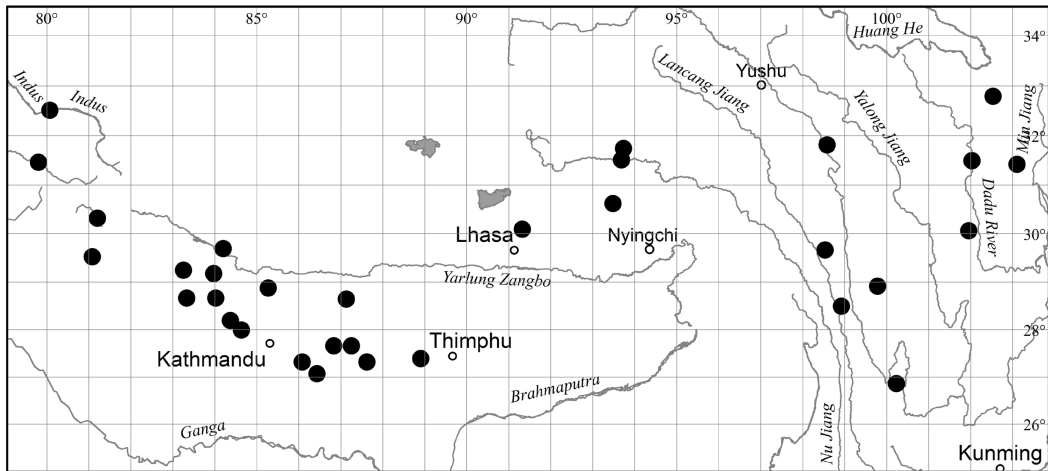 80°
85°
90°
95°
100°
34°
Huang He
Indus
Indus
Lancang Jiang
Yushu
Yalong Jiang
Min Jiang
32°
Dadu River
30°
Lhasa
Nyingchi
Yarlung Zangbo
28°
Kathmandu
Thimphu
Brahmaputra
Ganga
Nu Jiang
26°
Kunming